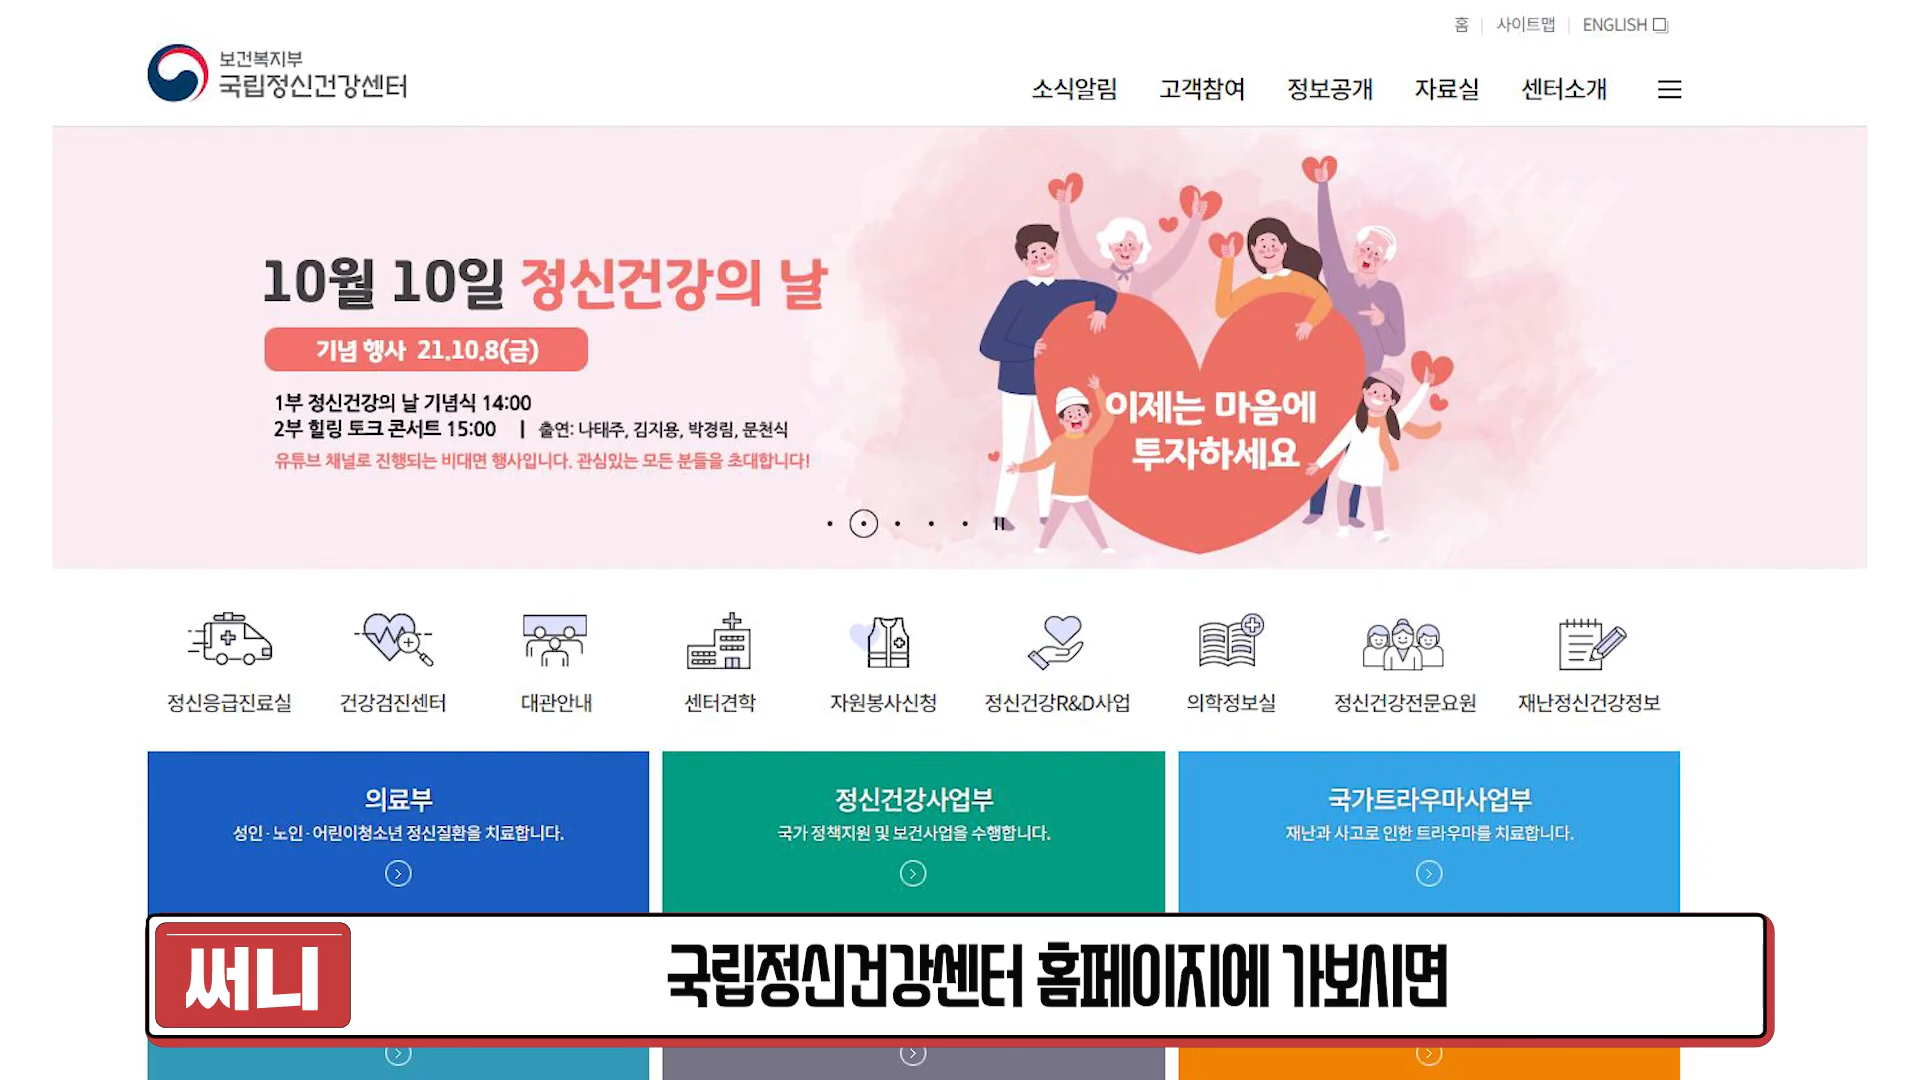 홈
사이트맵
ENGLISH
보건복지부
국립정신건강센터
소식알림
고객참여
정보공개
자료실
센터소개
10월 10일 정신건강의 날
기념 행사 21.10.8(금)
1부 정신건강의 날 기념식 14:00
2부 힐링 토크 콘서트 15:00 | 출연: 나태주, 김지용, 박경림, 문천식
유튜브 채널로 진행되는 비대면 행사입니다. 관심있는 모든 분들을 초대합니다!
이제는 마음에
투자하세요
정신응급진료실
건강검진센터
대관안내
센터견학
자원봉사신청
정신건강R&D사업
의학정보실
정신건강전문요원
재난정신건강정보
의료부
성인·노인·어린이청소년 정신질환을 치료합니다.
정신건강사업부
국가 정책지원 및 보건사업을 수행합니다.
국가트라우마사업부
재난과 사고로 인한 트라우마를 치료합니다.
써니
국립정신건강센터 홈페이지에 가보시면